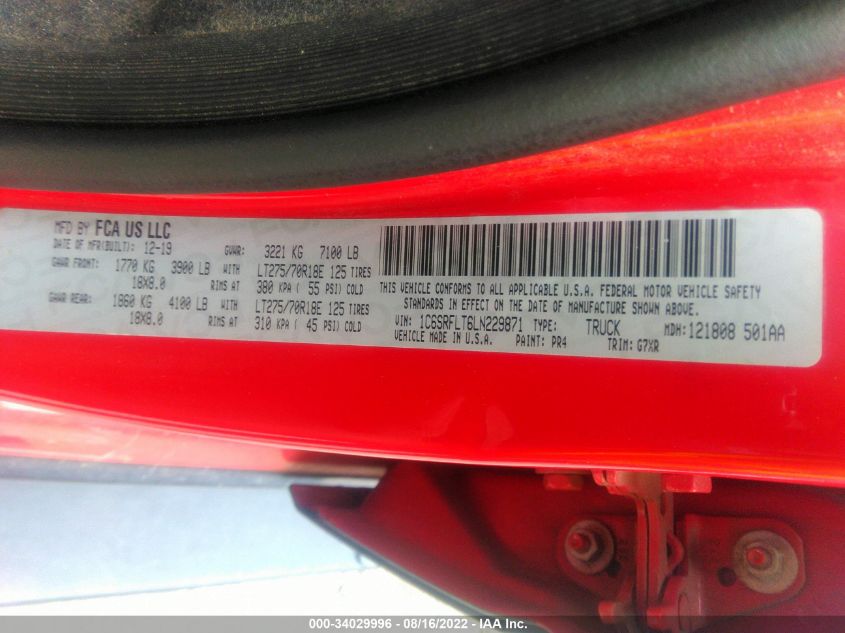 MFD BY FCA US LLC
DATE OF MFR(BUILT): 12-19 GVWR: 3221 KG 7100 LB
GAWR FRONT: 1770 KG 3900 LB WITH LT275/70R18E 125 TIRES
18X8.0 RIMS AT 380 KPA ( 55 PSI) COLD
GAWR REAR: 1860 KG 4100 LB WITH LT275/70R18E 125 TIRES
18X8.0 RIMS AT 310 KPA ( 45 PSI) COLD
THIS VEHICLE CONFORMS TO ALL APPLICABLE U.S.A. FEDERAL MOTOR VEHICLE SAFETY
STANDARDS IN EFFECT ON THE DATE OF MANUFACTURE SHOWN ABOVE.
VIN: 1C6SRFLT6LN229871 TYPE: TRUCK MDH: 121808 501AA
VEHICLE MADE IN U.S.A. PAINT: PR4 TRIM: G7XR
000-34029996 - 08/16/2022 - IAA Inc.